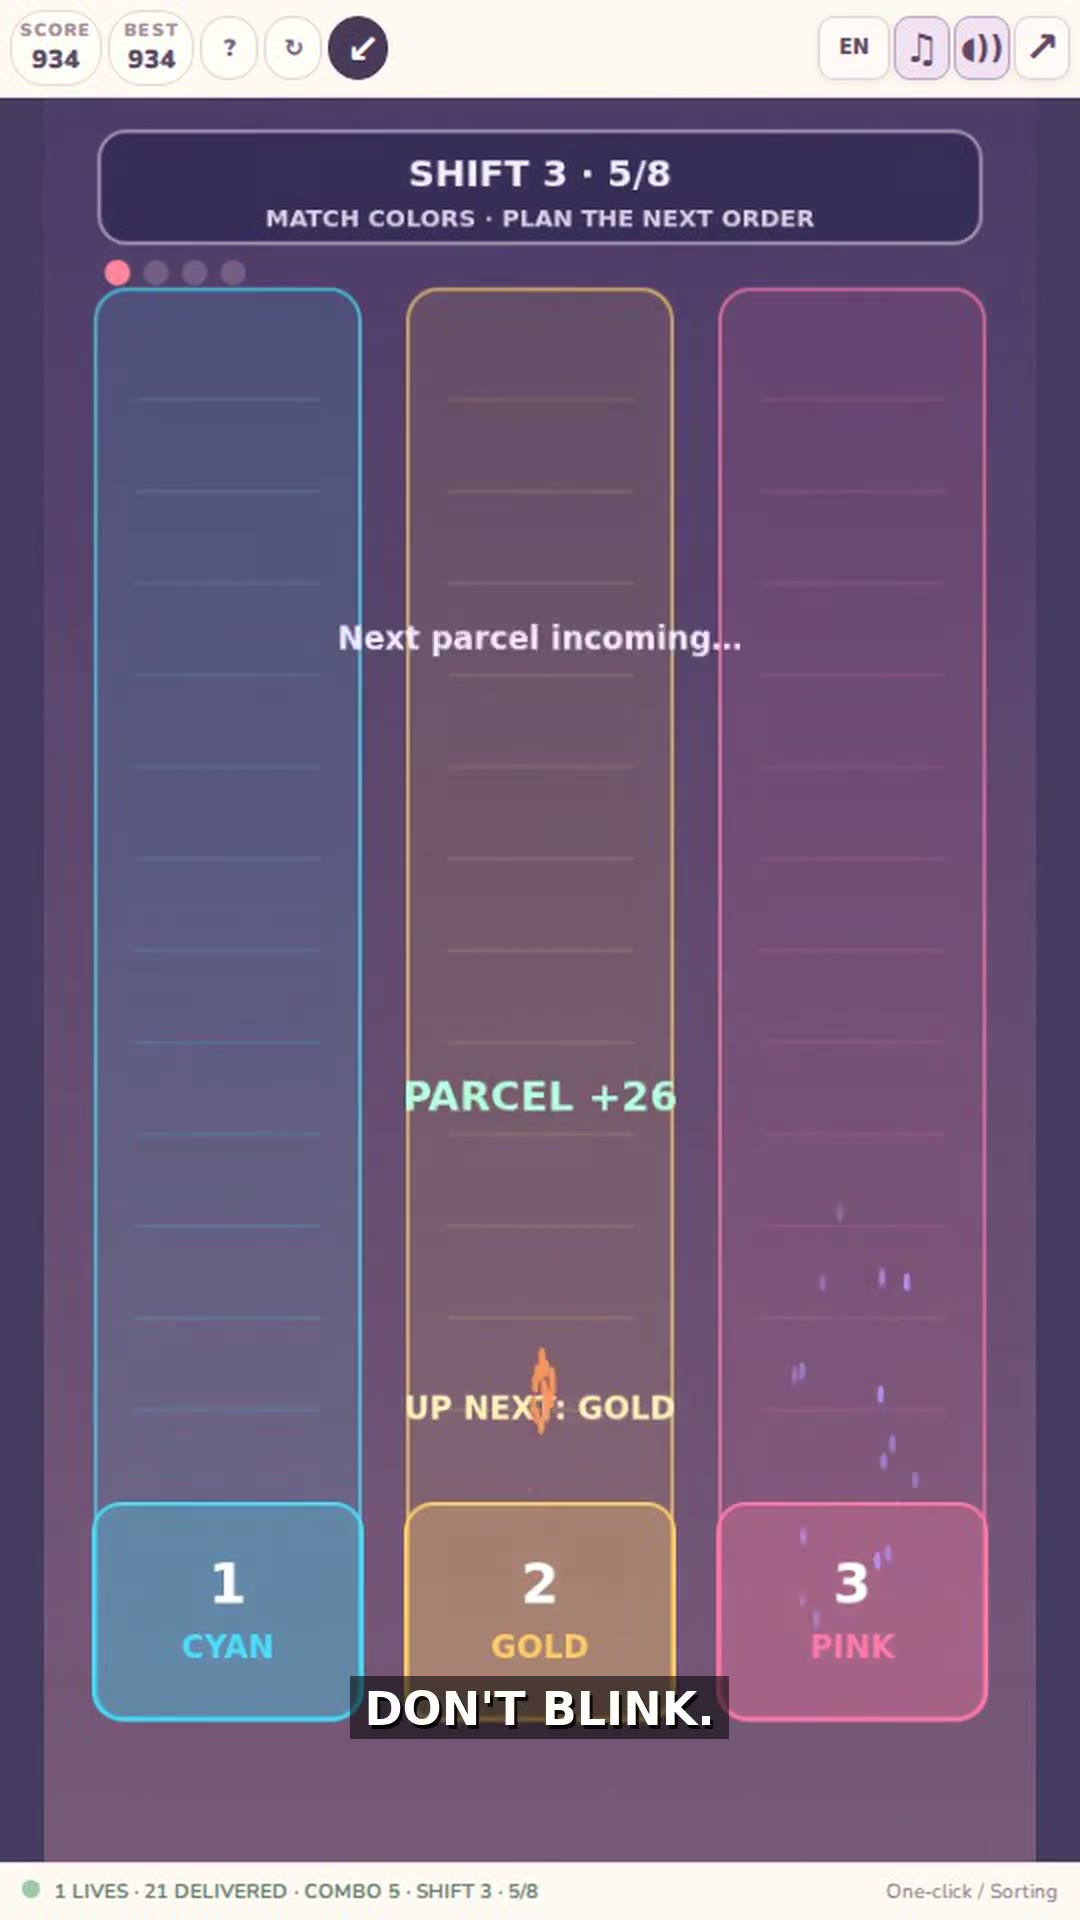 SCORE
934
BEST
934
?
EN
SHIFT 3 · 5/8
MATCH COLORS · PLAN THE NEXT ORDER
Next parcel incoming...
PARCEL +26
UP NEXT: GOLD
1
CYAN
2
GOLD
3
PINK
DON'T BLINK.
1 LIVES · 21 DELIVERED · COMBO 5 · SHIFT 3 · 5/8
One-click / Sorting